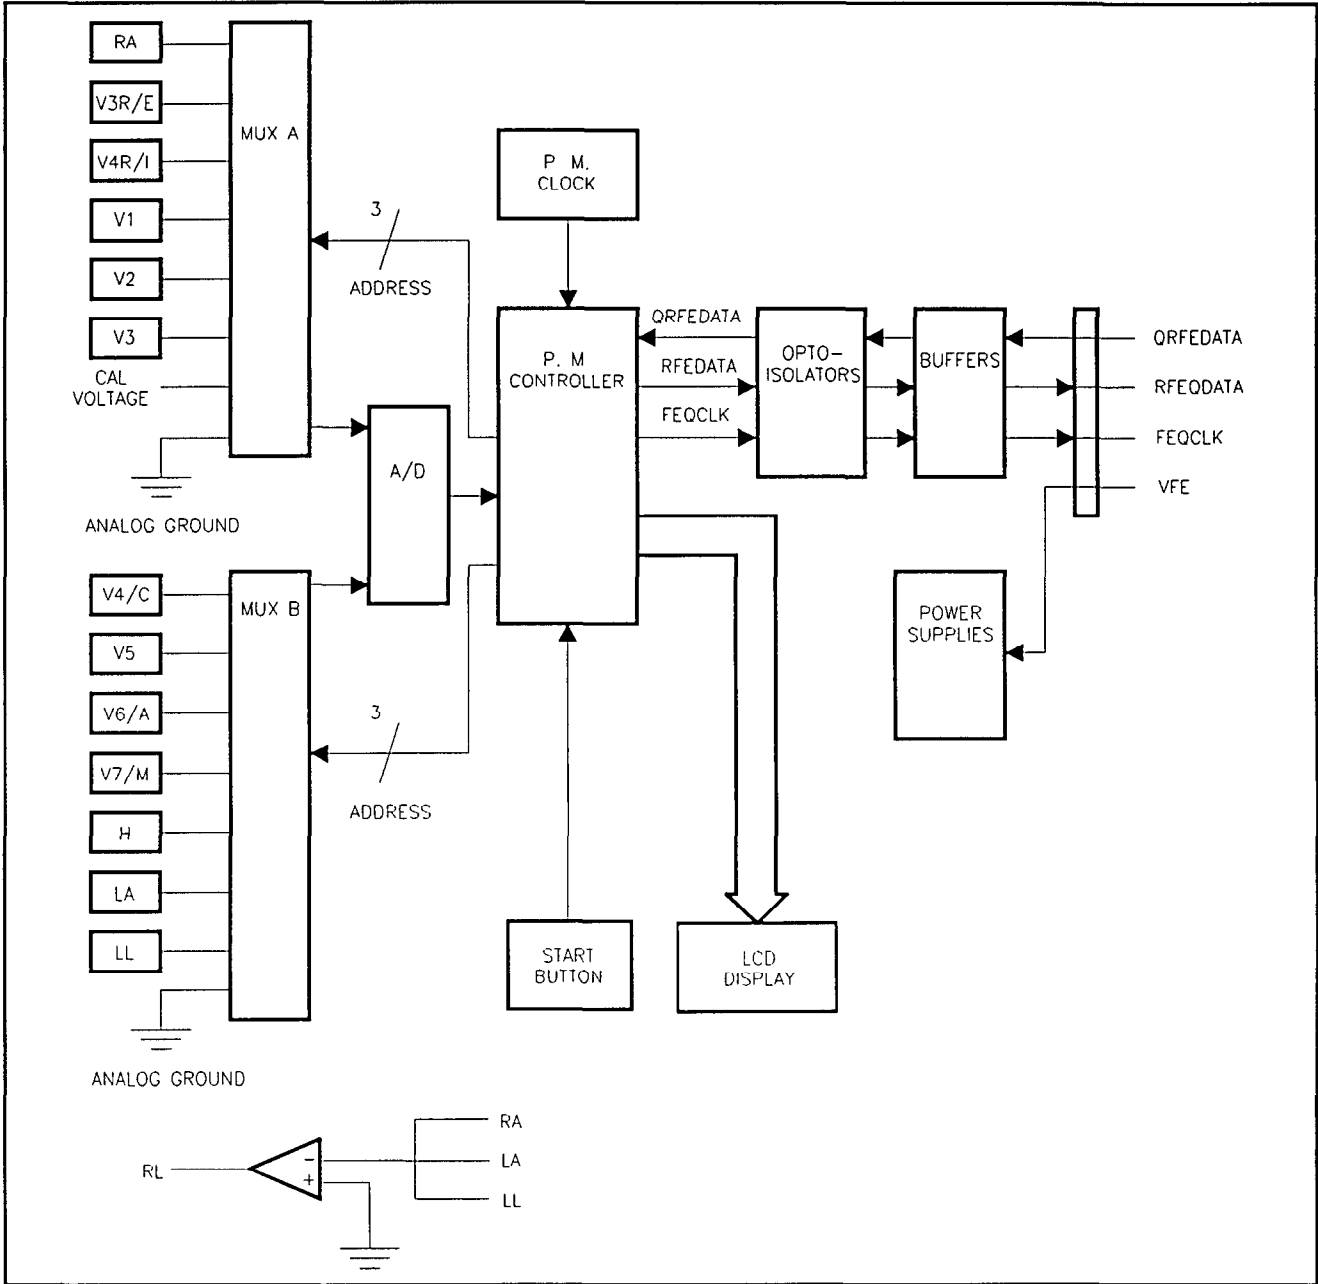 RA
V3R/E
V4R/I
V1
V2
V3
CAL
VOLTAGE
ANALOG GROUND
MUX A
3
ADDRESS
A/D
P M.
CLOCK
P. M
CONTROLLER
QRFEDATA
RFEDATA
FEQCLK
OPTO-
ISOLATORS
BUFFERS
QRFEDATA
RFEQDATA
FEQCLK
VFE
POWER
SUPPLIES
V4/C
V5
V6/A
V7/M
H
LA
LL
ANALOG GROUND
MUX B
3
ADDRESS
START
BUTTON
LCD
DISPLAY
RL
-
+
RA
LA
LL